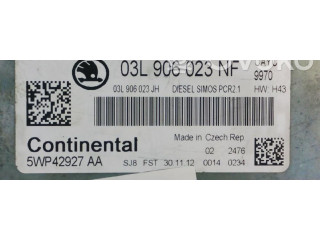 03L 906 023 NF
9970
03L 906 023 JH DIESEL SIMOS PCR2.1 HW: H43
Continental
Made in Czech Rep.
02 2476
5WP42927 AA SJ8 FST 30.11.12 0014 0234